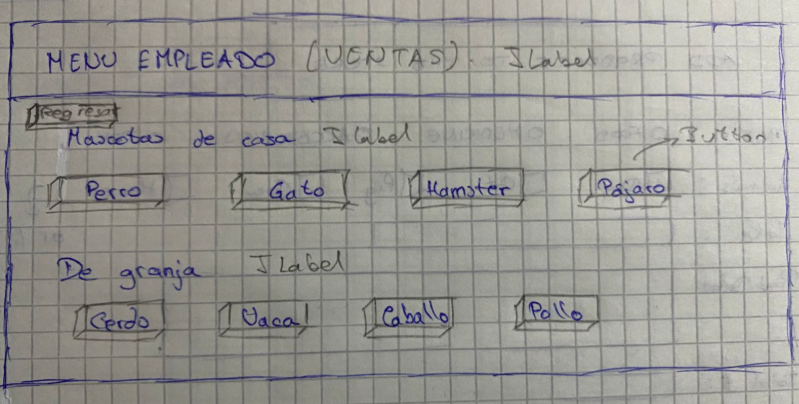 MENU EMPLEADO (VENTAS). JLabel
Regresar
Mascotas de casa JLabel
Button
Perro Gato Hamster Pájaro
De granja JLabel
Cerdo Vaca Caballo Pollo